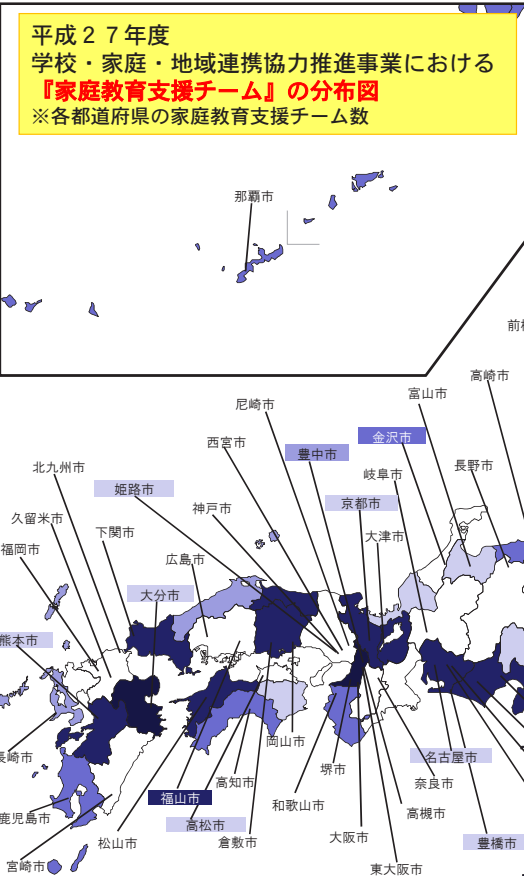 平成２７年度
学校・家庭・地域連携協力推進事業における
『家庭教育支援チーム』の分布図
※各都道府県の家庭教育支援チーム数
那覇市
前橋
高崎市
富山市
尼崎市
金沢市
西宮市
豊中市
長野市
北九州市
岐阜市
姫路市
京都市
神戸市
久留米市
下関市
大津市
福岡市
広島市
大分市
熊本市
岡山市
長崎市
名古屋市
堺市
高知市
奈良市
福山市
和歌山市
高槻市
鹿児島市
高松市
大阪市
松山市
倉敷市
豊橋市
宮崎市
東大阪市